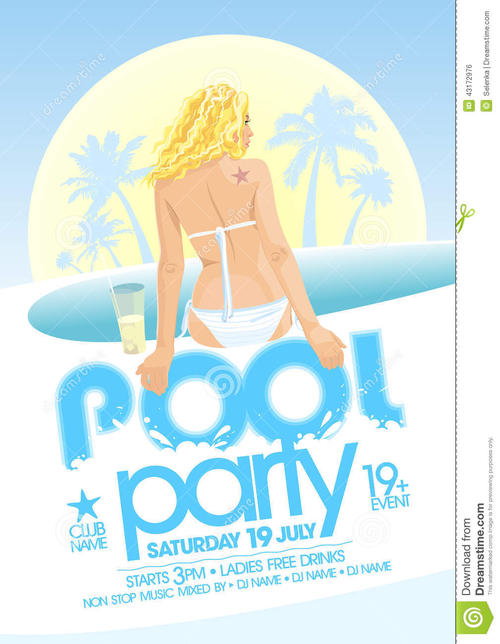 POOL
party
CLUB
NAME
19+
EVENT
SATURDAY 19 JULY
STARTS 3PM • LADIES FREE DRINKS
NON STOP MUSIC MIXED BY ▸ DJ NAME • DJ NAME • DJ NAME
43172976
© Selenka | Dreamstime.com
Download from
Dreamstime.com
This watermarked comp image is for previewing purposes only.
dreamstime